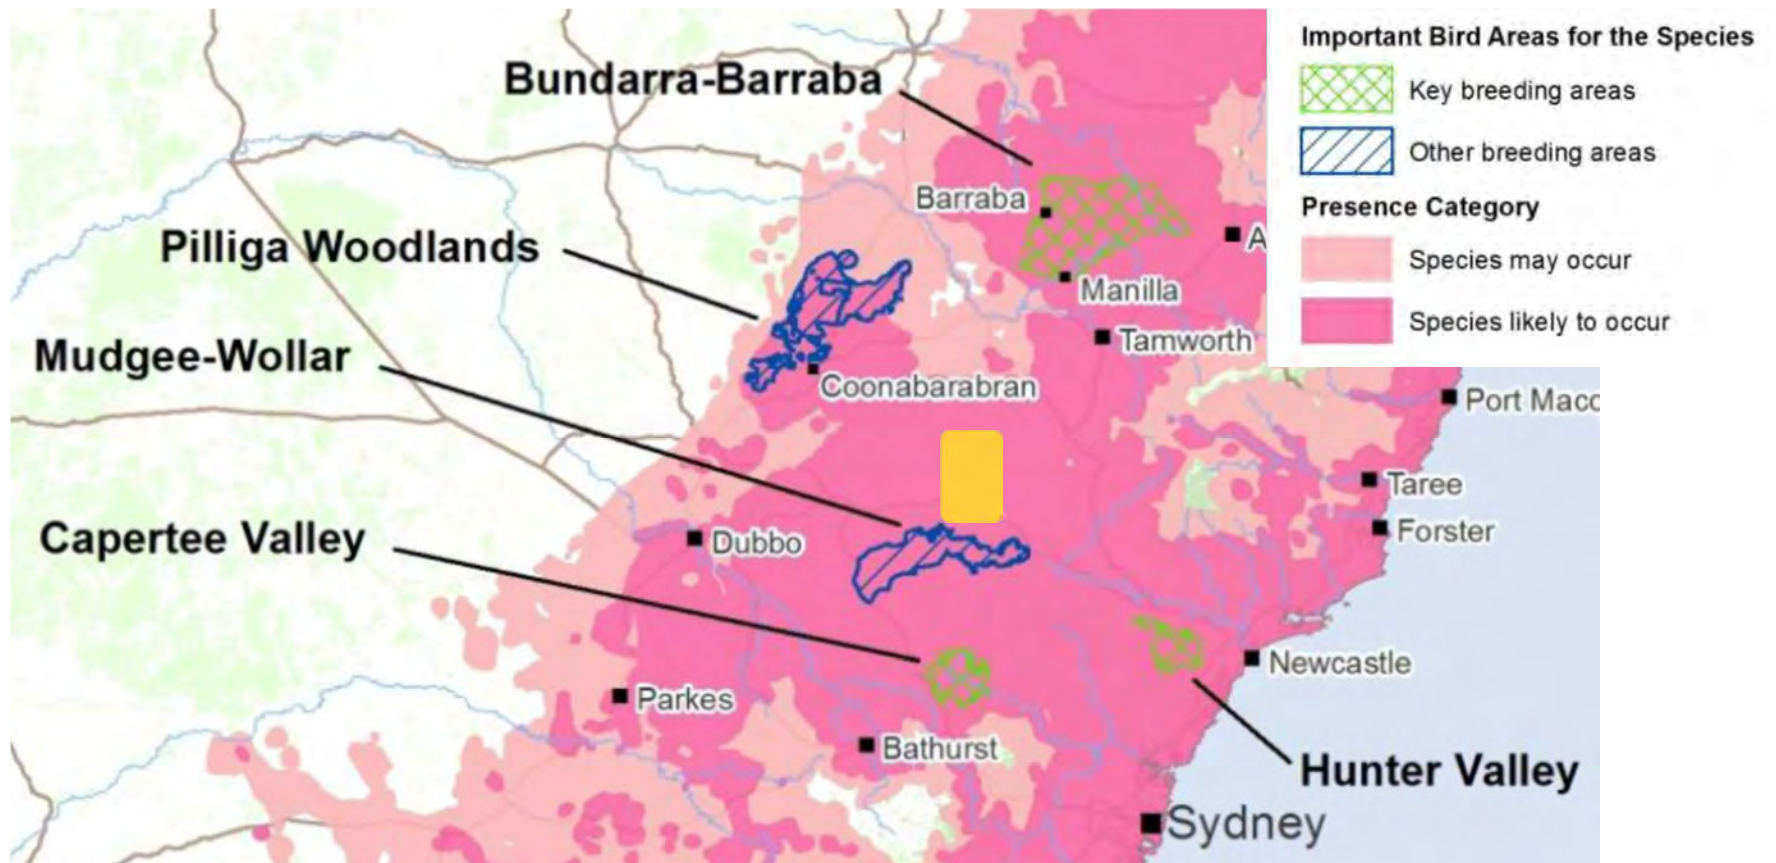 Important Bird Areas for the Species
Key breeding areas
Other breeding areas
Presence Category
Species may occur
Species likely to occur
Bundarra-Barraba
Barraba
A
Pilliga Woodlands
Manilla
Tamworth
Mudgee-Wollar
Coonabarabran
Port Macc
Taree
Forster
Capertee Valley
Dubbo
Newcastle
Parkes
Bathurst
Hunter Valley
Sydney